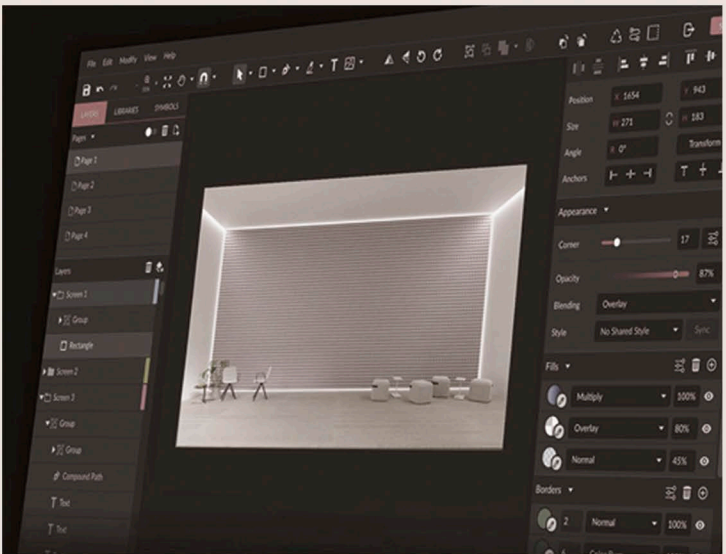 File Edit Modify View Help
LAYERS LIBRARIES SYMBOLS
Pages
Page 1
Page 2
Page 3
Page 4
Layers
Screen 1
Group
Rectangle
Screen 2
Screen 3
Group
Group
Compound Path
Text
Text
Position X 1654 Y 943
Size W 271 H 183
Angle R 0° Transform
Anchors
Appearance
Corner 17
Opacity 87%
Blending Overlay
Style No Shared Style Sync
Fills
Multiply 100%
Overlay 80%
Normal 45%
Borders
2 Normal 100%